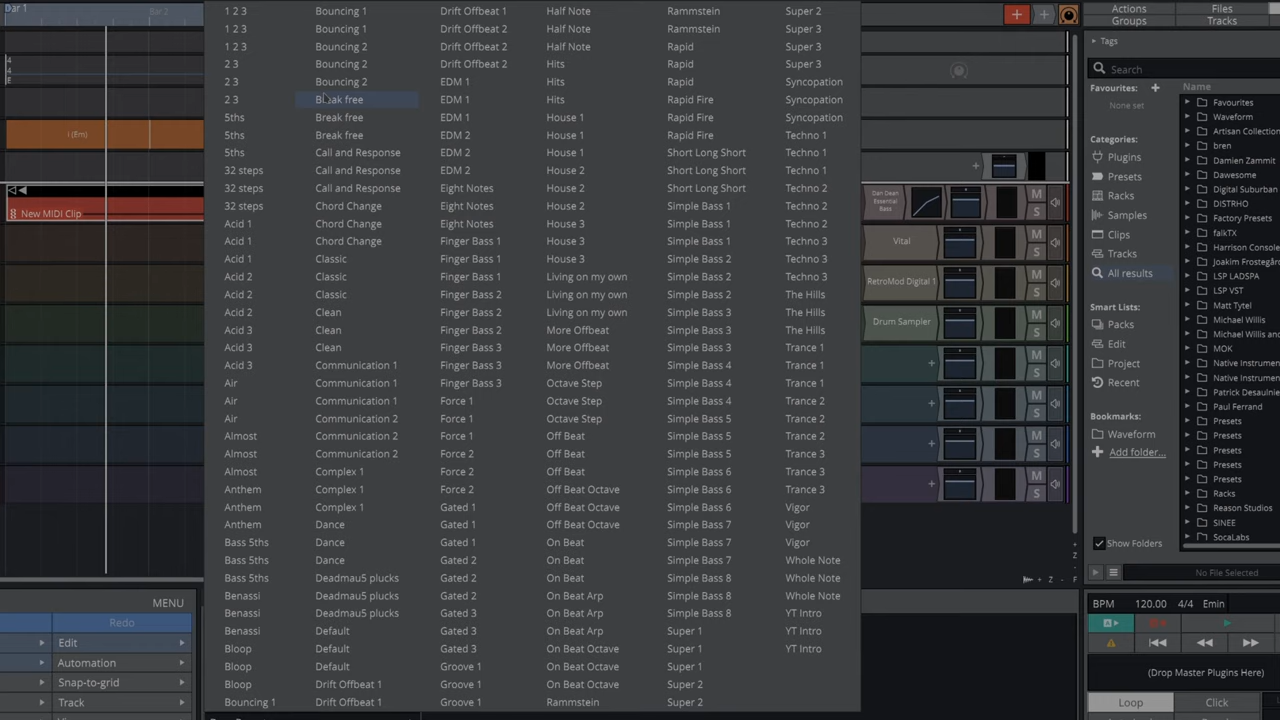 Bar 1
Bar 2
4
4
E
I (Em)
New MIDI Clip
MENU
Redo
Edit
Automation
Snap-to-grid
Track
1 2 3
1 2 3
1 2 3
2 3
2 3
2 3
5ths
5ths
5ths
32 steps
32 steps
32 steps
Acid 1
Acid 1
Acid 1
Acid 2
Acid 2
Acid 2
Acid 3
Acid 3
Acid 3
Air
Air
Air
Almost
Almost
Almost
Anthem
Anthem
Anthem
Bass 5ths
Bass 5ths
Bass 5ths
Benassi
Benassi
Benassi
Bloop
Bloop
Bloop
Bouncing 1
Bouncing 1
Bouncing 1
Bouncing 2
Bouncing 2
Bouncing 2
Break free
Break free
Break free
Call and Response
Call and Response
Call and Response
Chord Change
Chord Change
Chord Change
Classic
Classic
Classic
Clean
Clean
Clean
Communication 1
Communication 1
Communication 1
Communication 2
Communication 2
Communication 2
Complex 1
Complex 1
Complex 1
Dance
Dance
Dance
Deadmau5 plucks
Deadmau5 plucks
Deadmau5 plucks
Default
Default
Default
Drift Offbeat 1
Drift Offbeat 1
Drift Offbeat 1
Drift Offbeat 2
Drift Offbeat 2
Drift Offbeat 2
EDM 1
EDM 1
EDM 1
EDM 2
EDM 2
EDM 2
Eight Notes
Eight Notes
Eight Notes
Finger Bass 1
Finger Bass 1
Finger Bass 1
Finger Bass 2
Finger Bass 2
Finger Bass 2
Finger Bass 3
Finger Bass 3
Finger Bass 3
Force 1
Force 1
Force 1
Force 2
Force 2
Force 2
Gated 1
Gated 1
Gated 1
Gated 2
Gated 2
Gated 2
Gated 3
Gated 3
Gated 3
Groove 1
Groove 1
Groove 1
Half Note
Half Note
Half Note
Hits
Hits
Hits
House 1
House 1
House 1
House 2
House 2
House 2
House 3
House 3
House 3
Living on my own
Living on my own
Living on my own
More Offbeat
More Offbeat
More Offbeat
Octave Step
Octave Step
Octave Step
Off Beat
Off Beat
Off Beat
Off Beat Octave
Off Beat Octave
Off Beat Octave
On Beat
On Beat
On Beat
On Beat Arp
On Beat Arp
On Beat Arp
On Beat Octave
On Beat Octave
On Beat Octave
Rammstein
Rammstein
Rammstein
Rapid
Rapid
Rapid
Rapid Fire
Rapid Fire
Rapid Fire
Short Long Short
Short Long Short
Short Long Short
Simple Bass 1
Simple Bass 1
Simple Bass 1
Simple Bass 2
Simple Bass 2
Simple Bass 2
Simple Bass 3
Simple Bass 3
Simple Bass 3
Simple Bass 4
Simple Bass 4
Simple Bass 4
Simple Bass 5
Simple Bass 5
Simple Bass 5
Simple Bass 6
Simple Bass 6
Simple Bass 6
Simple Bass 7
Simple Bass 7
Simple Bass 7
Simple Bass 8
Simple Bass 8
Simple Bass 8
Super 1
Super 1
Super 1
Super 2
Super 2
Super 2
Super 3
Super 3
Super 3
Syncopation
Syncopation
Syncopation
Techno 1
Techno 1
Techno 2
Techno 2
Techno 3
Techno 3
Techno 3
The Hills
The Hills
The Hills
Trance 1
Trance 1
Trance 2
Trance 2
Trance 2
Trance 3
Trance 3
Trance 3
Vigor
Vigor
Vigor
Whole Note
Whole Note
Whole Note
YT Intro
YT Intro
YT Intro
Dan Dean
Essential
Bass
Vital
RetroMod Digital 1
Drum Sampler
M
S
M
S
M
S
M
S
M
S
M
S
M
S
Z
F
Actions
Files
Groups
Tracks
Tags
Search
Favourites:
None set
Categories:
Plugins
Presets
Racks
Samples
Clips
Tracks
All results
Smart Lists:
Packs
Edit
Project
Recent
Bookmarks:
Waveform
Add folder...
Name
Favourites
Waveform
Artisan Collection
bren
Damien Zammit
Dawesome
Digital Suburban
DISTRHO
Factory Presets
falkTX
Harrison Console
Joakim Frostegård
LSP LADSPA
LSP VST
Matt Tytel
Michael Willis
MOK
Native Instrumen
Native Instrumen
Patrick Desaulnie
Paul Ferrand
Presets
Presets
Presets
Presets
Presets
Racks
Reason Studios
SINEE
SocaLabs
Show Folders
No File Selected
BPM 120.00 4/4 Emin
(Drop Master Plugins Here)
Loop
Click